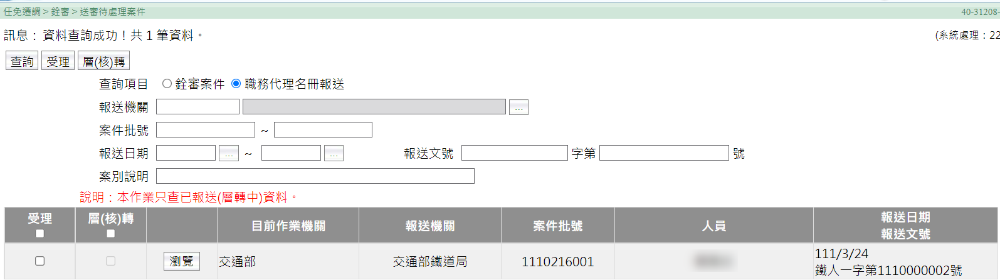 任免遷調 > 銓審 > 送審待處理案件 40-31208-
訊息： 資料查詢成功！共 1 筆資料。 (系統處理：22
查詢 受理 層(核)轉
查詢項目 銓審案件 職務代理名冊報送
報送機關 ...
案件批號 ~
報送日期 ... ~ ... 報送文號 字第 號
案別說明
說明：本作業只查已報送(層轉中)資料。
受理 層(核)轉 目前作業機關 報送機關 案件批號 人員 報送日期
報送文號
瀏覽 交通部 交通部鐵道局 1110216001 111/3/24
鐵人一字第1110000002號